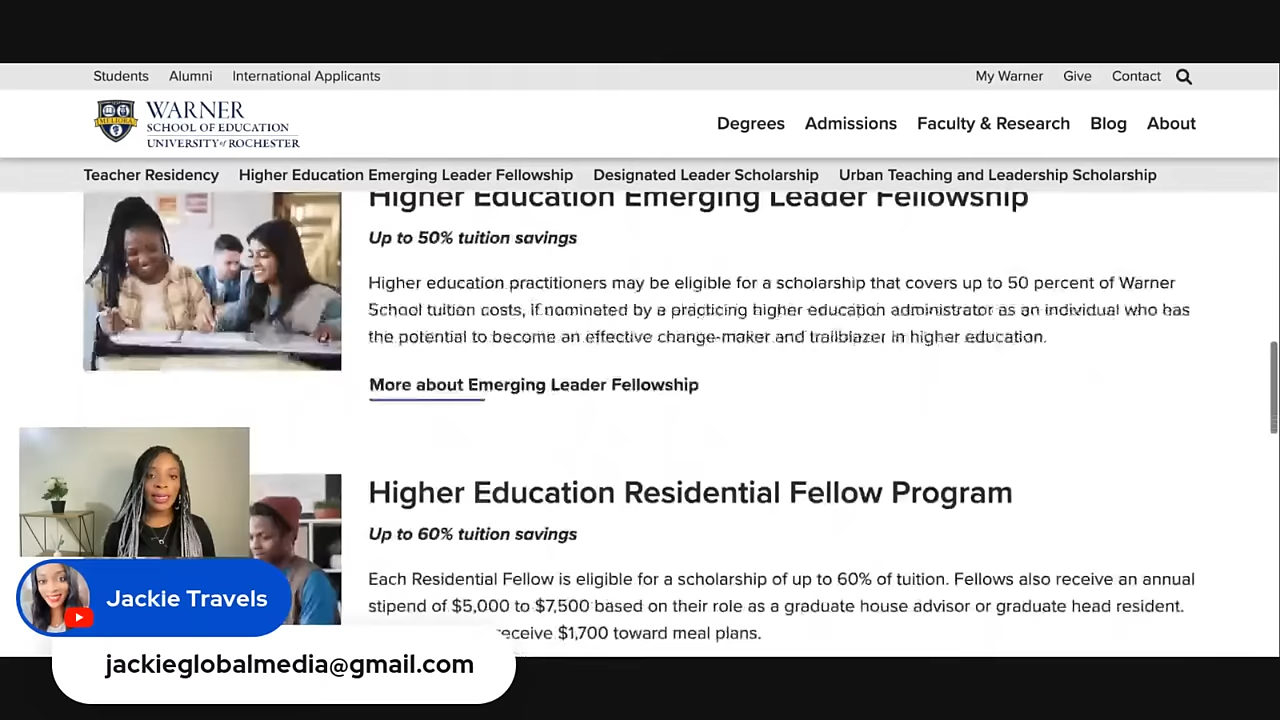 Students Alumni International Applicants My Warner Give Contact
WARNER
SCHOOL OF EDUCATION
UNIVERSITY of ROCHESTER
MELIORA
Degrees Admissions Faculty & Research Blog About
Teacher Residency Higher Education Emerging Leader Fellowship Designated Leader Scholarship Urban Teaching and Leadership Scholarship
Higher Education Emerging Leader Fellowship
Up to 50% tuition savings
Higher education practitioners may be eligible for a scholarship that covers up to 50 percent of Warner
School tuition costs, if nominated by a practicing higher education administrator as an individual who has
the potential to become an effective change-maker and trailblazer in higher education.
More about Emerging Leader Fellowship
Higher Education Residential Fellow Program
Up to 60% tuition savings
Each Residential Fellow is eligible for a scholarship of up to 60% of tuition. Fellows also receive an annual
stipend of $5,000 to $7,500 based on their role as a graduate house advisor or graduate head resident.
receive $1,700 toward meal plans.
Jackie Travels
jackieglobalmedia@gmail.com